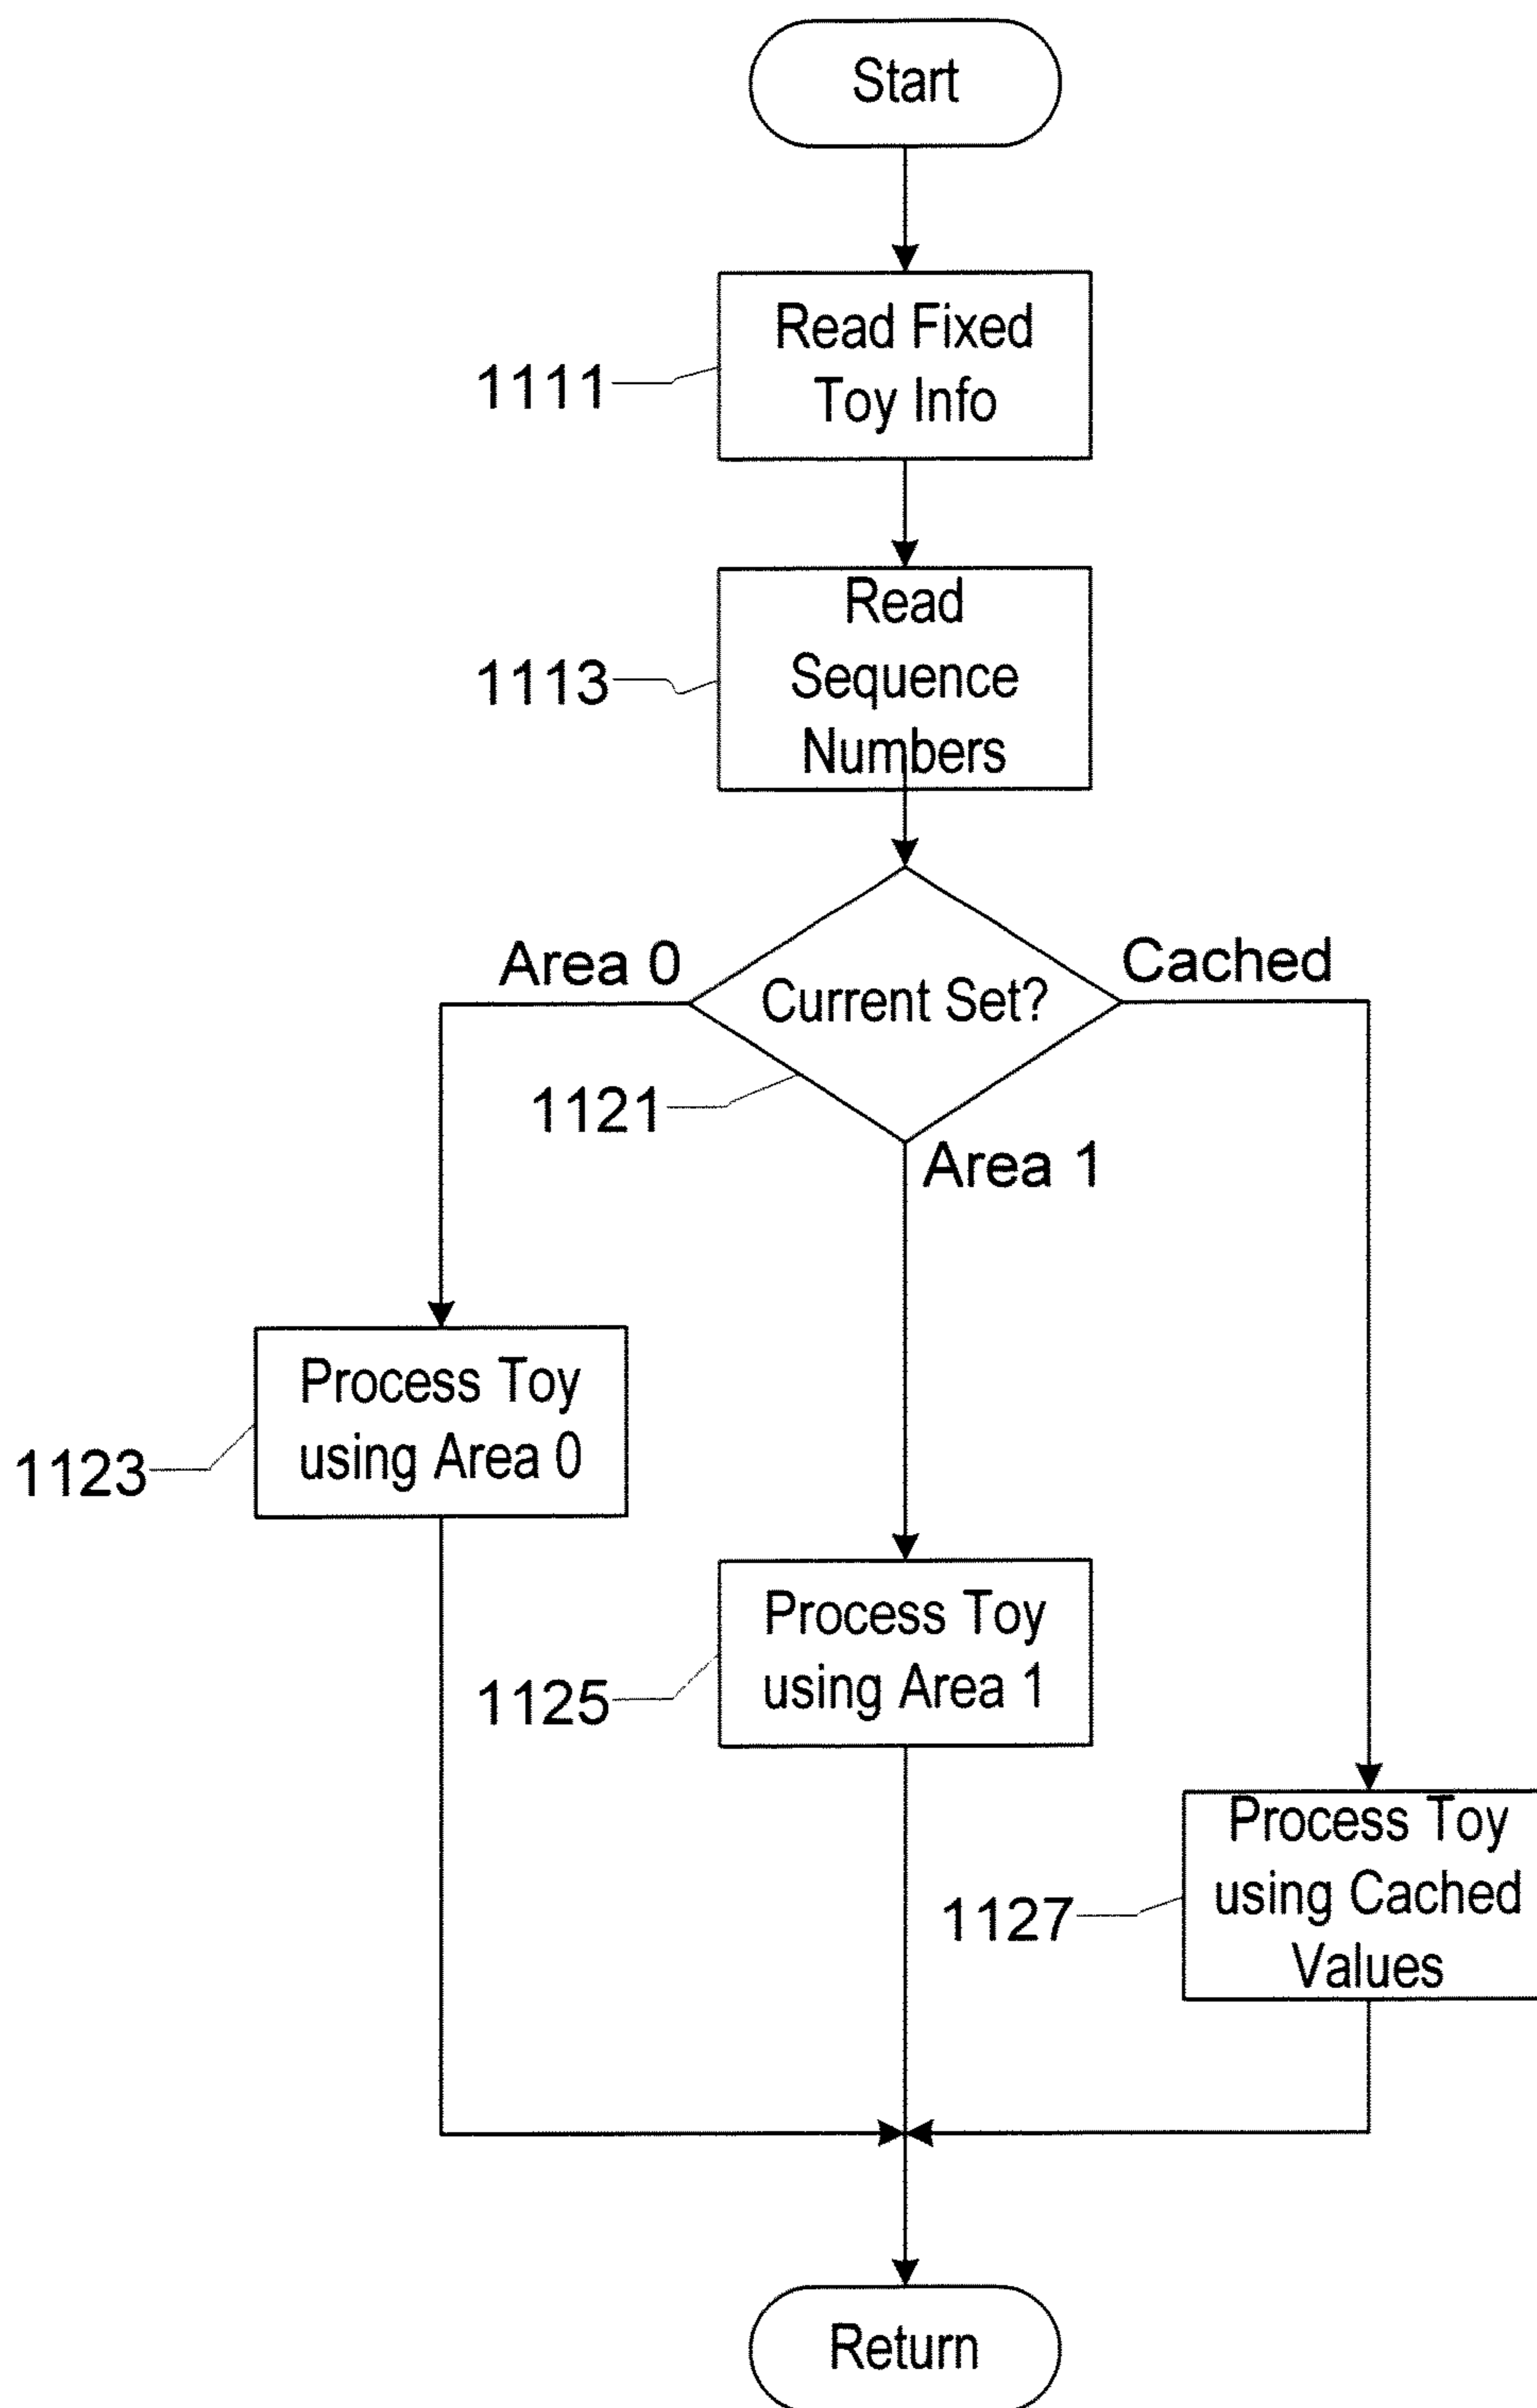 Start
Read Fixed
Toy Info
1111
Read
Sequence
Numbers
1113
Area 0
Current Set?
Cached
1121
Area 1
Process Toy
using Area 0
1123
Process Toy
using Area 1
1125
Process Toy
using Cached
Values
1127
Return